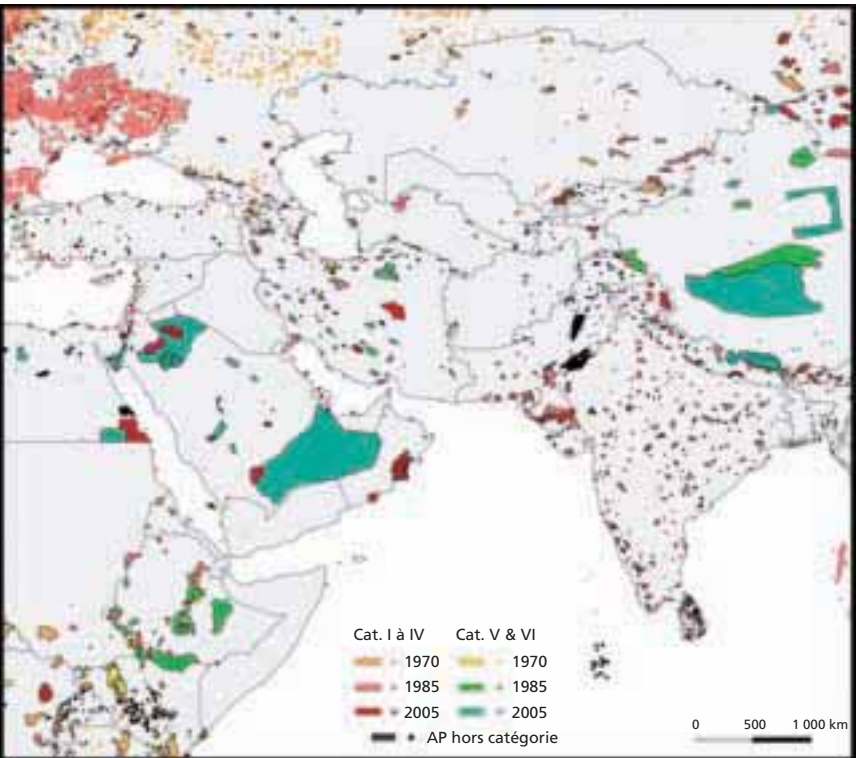 Cat. I à IV Cat. V & VI
1970 1970
1985 1985
2005 2005
AP hors catégorie
0 500 1 000 km